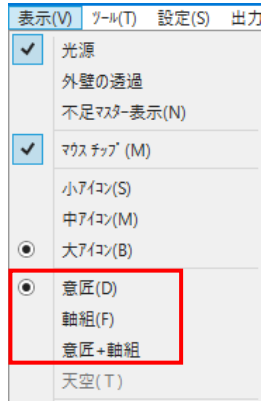 表示(V) ﾂｰﾙ(T) 設定(S) 出力
光源
外壁の透過
不足ﾏｽﾀｰ表示(N)
ﾏｳｽ ﾁｯﾌﾟ(M)
小ｱｲｺﾝ(S)
中ｱｲｺﾝ(M)
大ｱｲｺﾝ(B)
意匠(D)
軸組(F)
意匠+軸組
天空(T)